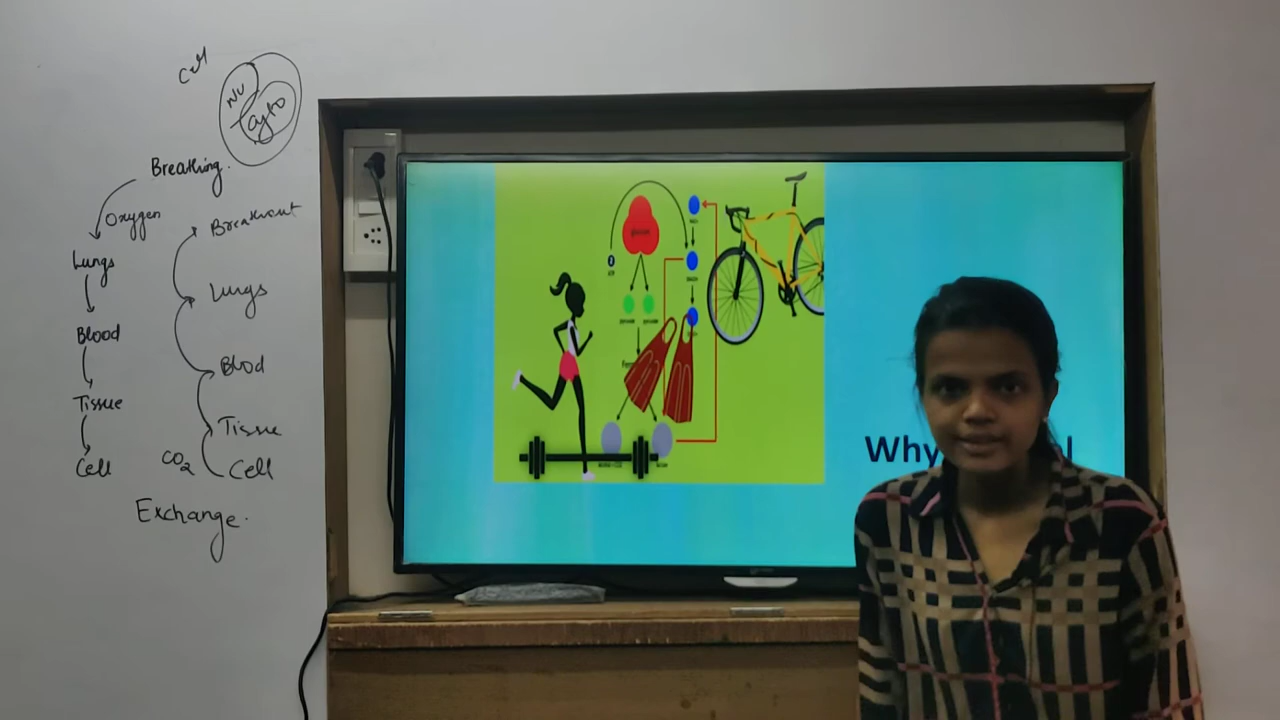 Cell
Nu
Cyto
Breathing.
Oxygen
Lungs
Blood
Tissue
Cell
Breathout
Lungs
Blood
Tissue
CO2 Cell
Exchange.
Why